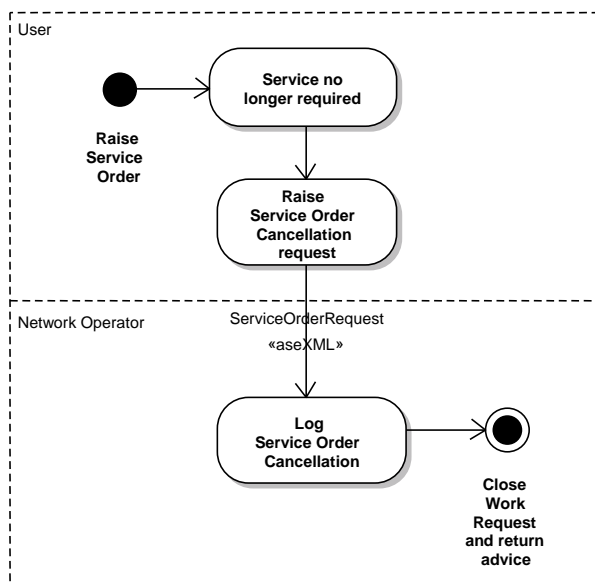 User
Service no
longer required
Raise
Service
Order
Raise
Service Order
Cancellation
request
Network Operator
ServiceOrderRequest
«aseXML»
Log
Service Order
Cancellation
Close
Work
Request
and return
advice